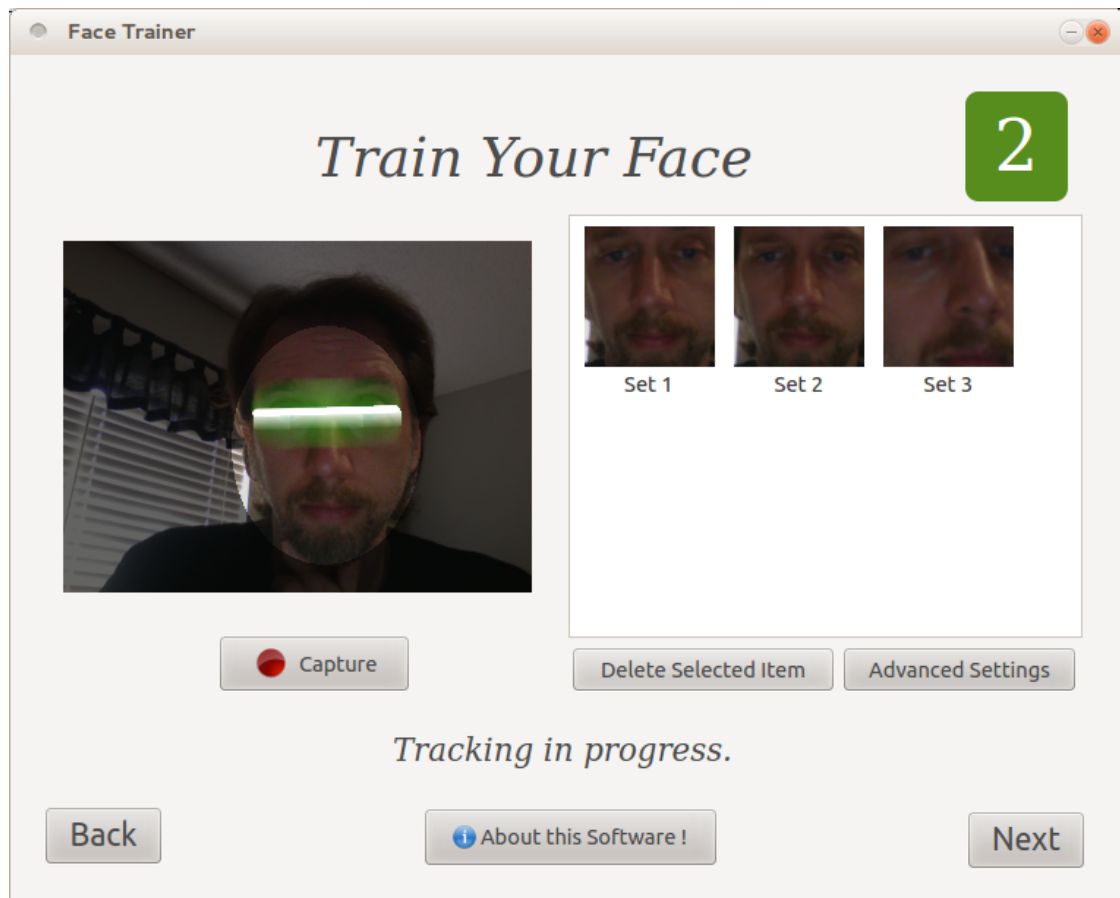 Face Trainer
Train Your Face
2
Set 1
Set 2
Set 3
Capture
Delete Selected Item
Advanced Settings
Tracking in progress.
Back
About this Software !
Next